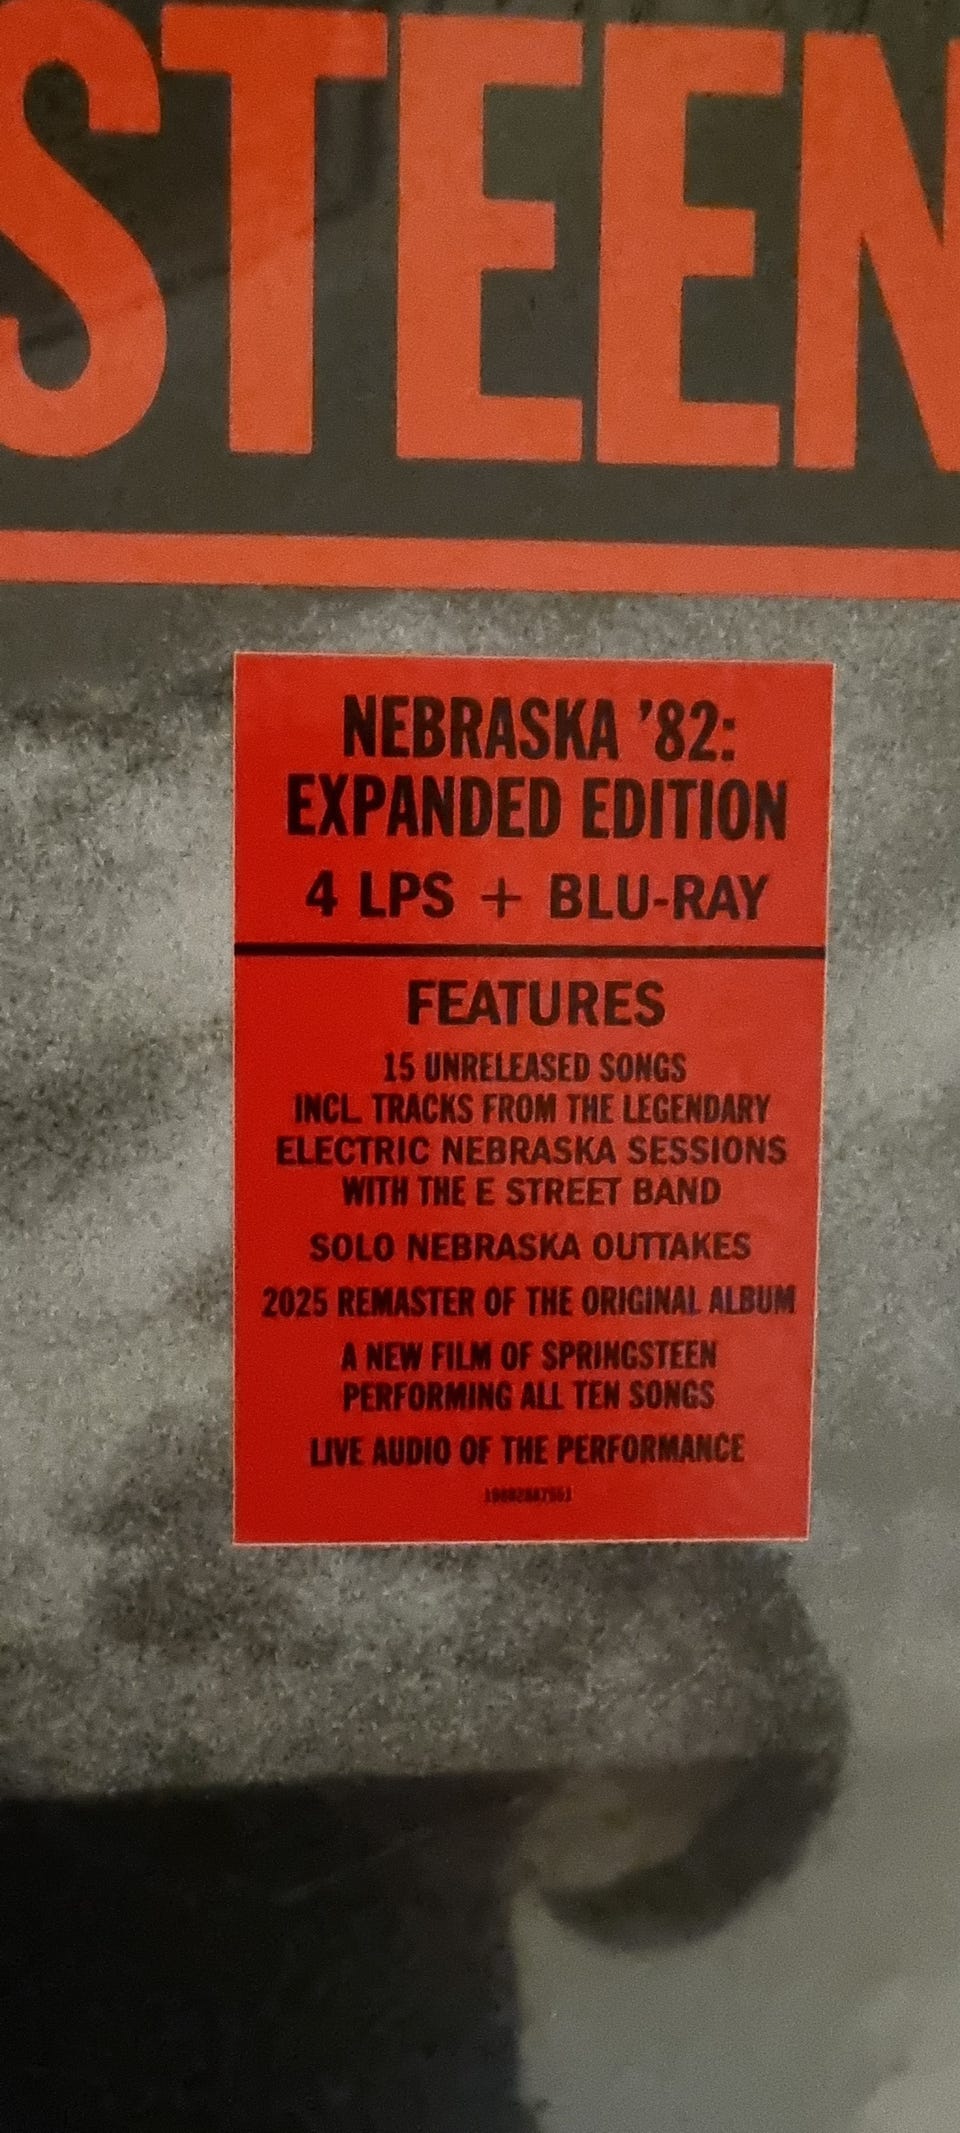 STEEN
NEBRASKA '82:
EXPANDED EDITION
4 LPS + BLU-RAY
FEATURES
15 UNRELEASED SONGS
INCL. TRACKS FROM THE LEGENDARY
ELECTRIC NEBRASKA SESSIONS
WITH THE E STREET BAND
SOLO NEBRASKA OUTTAKES
2025 REMASTER OF THE ORIGINAL ALBUM
A NEW FILM OF SPRINGSTEEN
PERFORMING ALL TEN SONGS
LIVE AUDIO OF THE PERFORMANCE